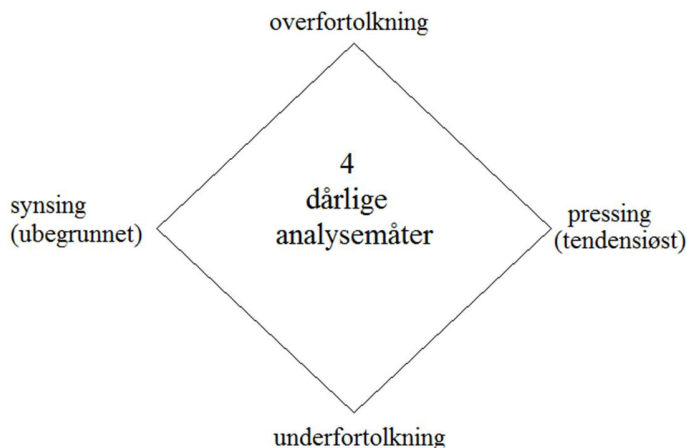 overfortolkning
4
dårlige
analysemåter
synsing
(ubegrunnet)
pressing
(tendensiøst)
underfortolkning